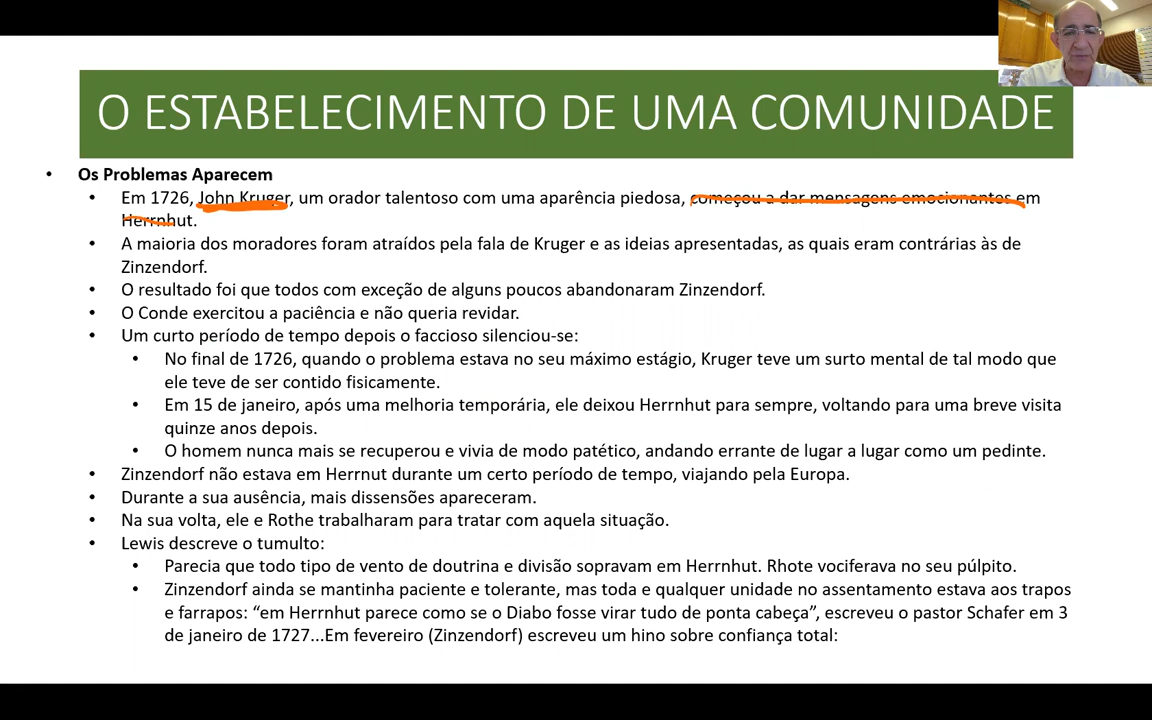 O ESTABELECIMENTO DE UMA COMUNIDADE
• Os Problemas Aparecem
• Em 1726, John Kruger, um orador talentoso com uma aparência piedosa, começou a dar mensagens emocionantes em
Herrnhut.
• A maioria dos moradores foram atraídos pela fala de Kruger e as ideias apresentadas, as quais eram contrárias às de
Zinzendorf.
• O resultado foi que todos com exceção de alguns poucos abandonaram Zinzendorf.
• O Conde exercitou a paciência e não queria revidar.
• Um curto período de tempo depois o faccioso silenciou-se:
• No final de 1726, quando o problema estava no seu máximo estágio, Kruger teve um surto mental de tal modo que
ele teve de ser contido fisicamente.
• Em 15 de janeiro, após uma melhoria temporária, ele deixou Herrnhut para sempre, voltando para uma breve visita
quinze anos depois.
• O homem nunca mais se recuperou e vivia de modo patético, andando errante de lugar a lugar como um pedinte.
• Zinzendorf não estava em Herrnut durante um certo período de tempo, viajando pela Europa.
• Durante a sua ausência, mais dissensões apareceram.
• Na sua volta, ele e Rothe trabalharam para tratar com aquela situação.
• Lewis descreve o tumulto:
• Parecia que todo tipo de vento de doutrina e divisão sopravam em Herrnhut. Rhote vociferava no seu púlpito.
• Zinzendorf ainda se mantinha paciente e tolerante, mas toda e qualquer unidade no assentamento estava aos trapos
e farrapos: “em Herrnhut parece como se o Diabo fosse virar tudo de ponta cabeça”, escreveu o pastor Schafer em 3
de janeiro de 1727...Em fevereiro (Zinzendorf) escreveu um hino sobre confiança total: